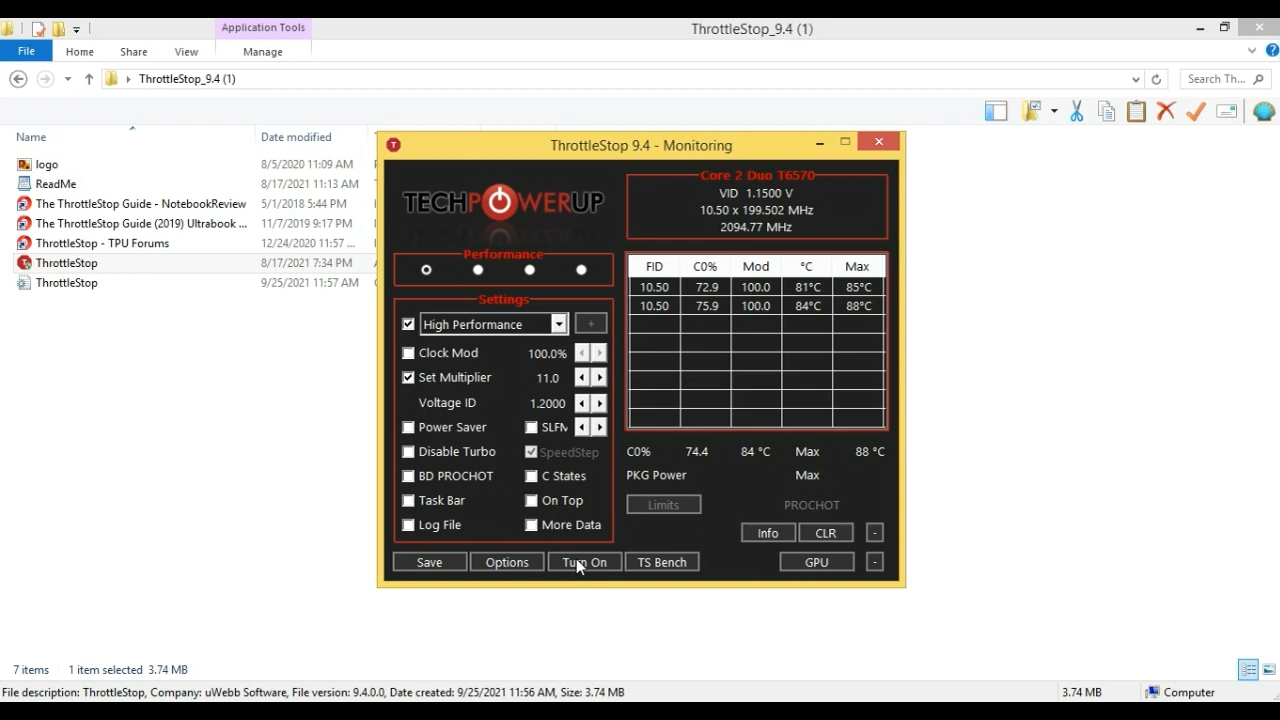 Application Tools
ThrottleStop_9.4 (1)
File
Home
Share
View
Manage
ThrottleStop_9.4 (1)
Search Th...
Name
Date modified
logo
8/5/2020 11:09 AM
ReadMe
8/17/2021 11:13 AM
The ThrottleStop Guide - NotebookReview
5/1/2018 5:44 PM
The ThrottleStop Guide (2019) Ultrabook ...
11/7/2019 9:17 PM
ThrottleStop - TPU Forums
12/24/2020 11:57 ...
ThrottleStop
8/17/2021 7:34 PM
ThrottleStop
9/25/2021 11:57 AM
ThrottleStop 9.4 - Monitoring
TECHPOWERUP
Core 2 Duo T6570
VID 1.1500 V
10.50 x 199.502 MHz
2094.77 MHz
Performance
Settings
High Performance
+
Clock Mod 100.0%
Set Multiplier 11.0
Voltage ID 1.2000
Power Saver
SLFM
Disable Turbo
SpeedStep
BD PROCHOT
C States
Task Bar
On Top
Log File
More Data
FID C0% Mod °C Max
10.50 72.9 100.0 81°C 85°C
10.50 75.9 100.0 84°C 88°C
C0% 74.4 84 °C Max 88 °C
PKG Power Max
Limits
PROCHOT
Info
CLR
-
Save
Options
Turn On
TS Bench
GPU
-
7 items
1 item selected 3.74 MB
File description: ThrottleStop, Company: uWebb Software, File version: 9.4.0.0, Date created: 9/25/2021 11:56 AM, Size: 3.74 MB
3.74 MB
Computer